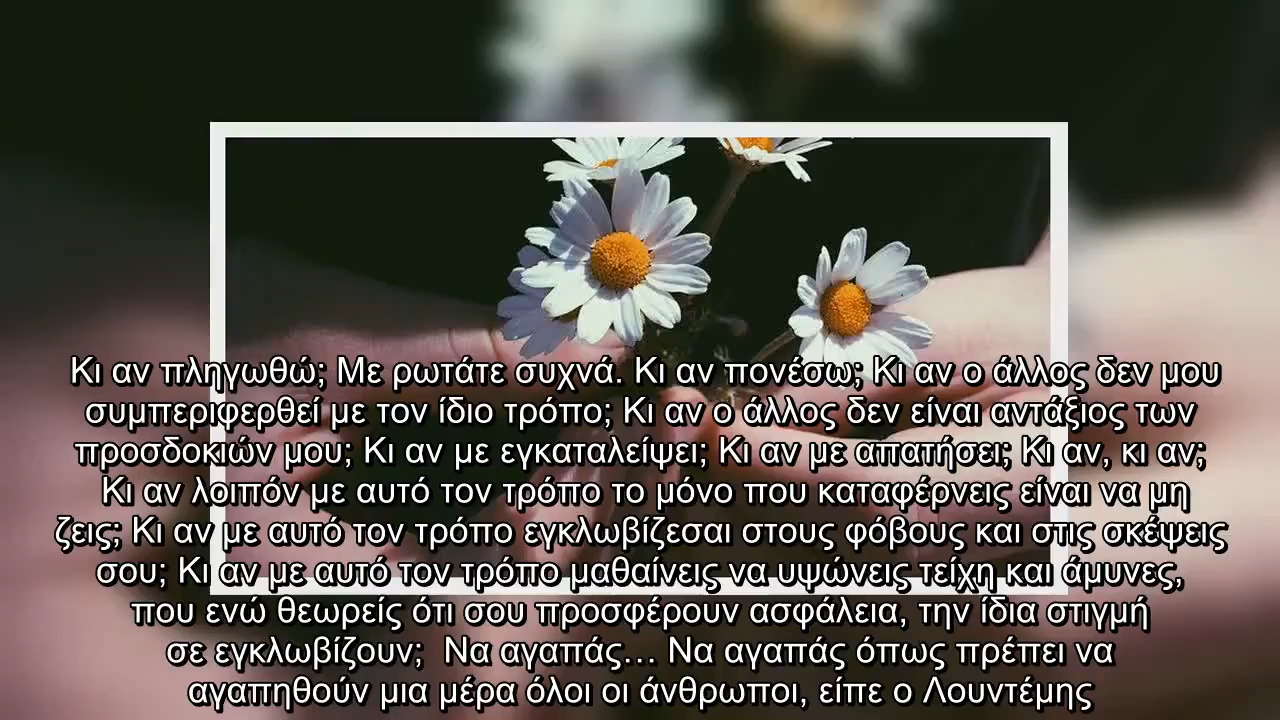 Κι αν πληγωθώ; Με ρωτάτε συχνά. Κι αν πονέσω; Κι αν ο άλλος δεν μου
συμπεριφερθεί με τον ίδιο τρόπο; Κι αν ο άλλος δεν είναι αντάξιος των
προσδοκιών μου; Κι αν με εγκαταλείψει; Κι αν με απατήσει; Κι αν, κι αν;
Κι αν λοιπόν με αυτό τον τρόπο το μόνο που καταφέρνεις είναι να μη
ζεις; Κι αν με αυτό τον τρόπο εγκλωβίζεσαι στους φόβους και στις σκέψεις
σου; Κι αν με αυτό τον τρόπο μαθαίνεις να υψώνεις τείχη και άμυνες,
που ενώ θεωρείς ότι σου προσφέρουν ασφάλεια, την ίδια στιγμή
σε εγκλωβίζουν;  Να αγαπάς… Να αγαπάς όπως πρέπει να
αγαπηθούν μια μέρα όλοι οι άνθρωποι, είπε ο Λουντέμης